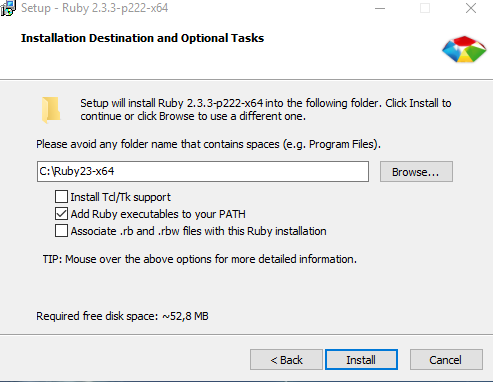 Setup - Ruby 2.3.3-p222-x64
Installation Destination and Optional Tasks
Setup will install Ruby 2.3.3-p222-x64 into the following folder. Click Install to
continue or click Browse to use a different one.
Please avoid any folder name that contains spaces (e.g. Program Files).
C:\Ruby23-x64
Browse...
Install Tcl/Tk support
Add Ruby executables to your PATH
Associate .rb and .rbw files with this Ruby installation
TIP: Mouse over the above options for more detailed information.
Required free disk space: ~52,8 MB
< Back
Install
Cancel